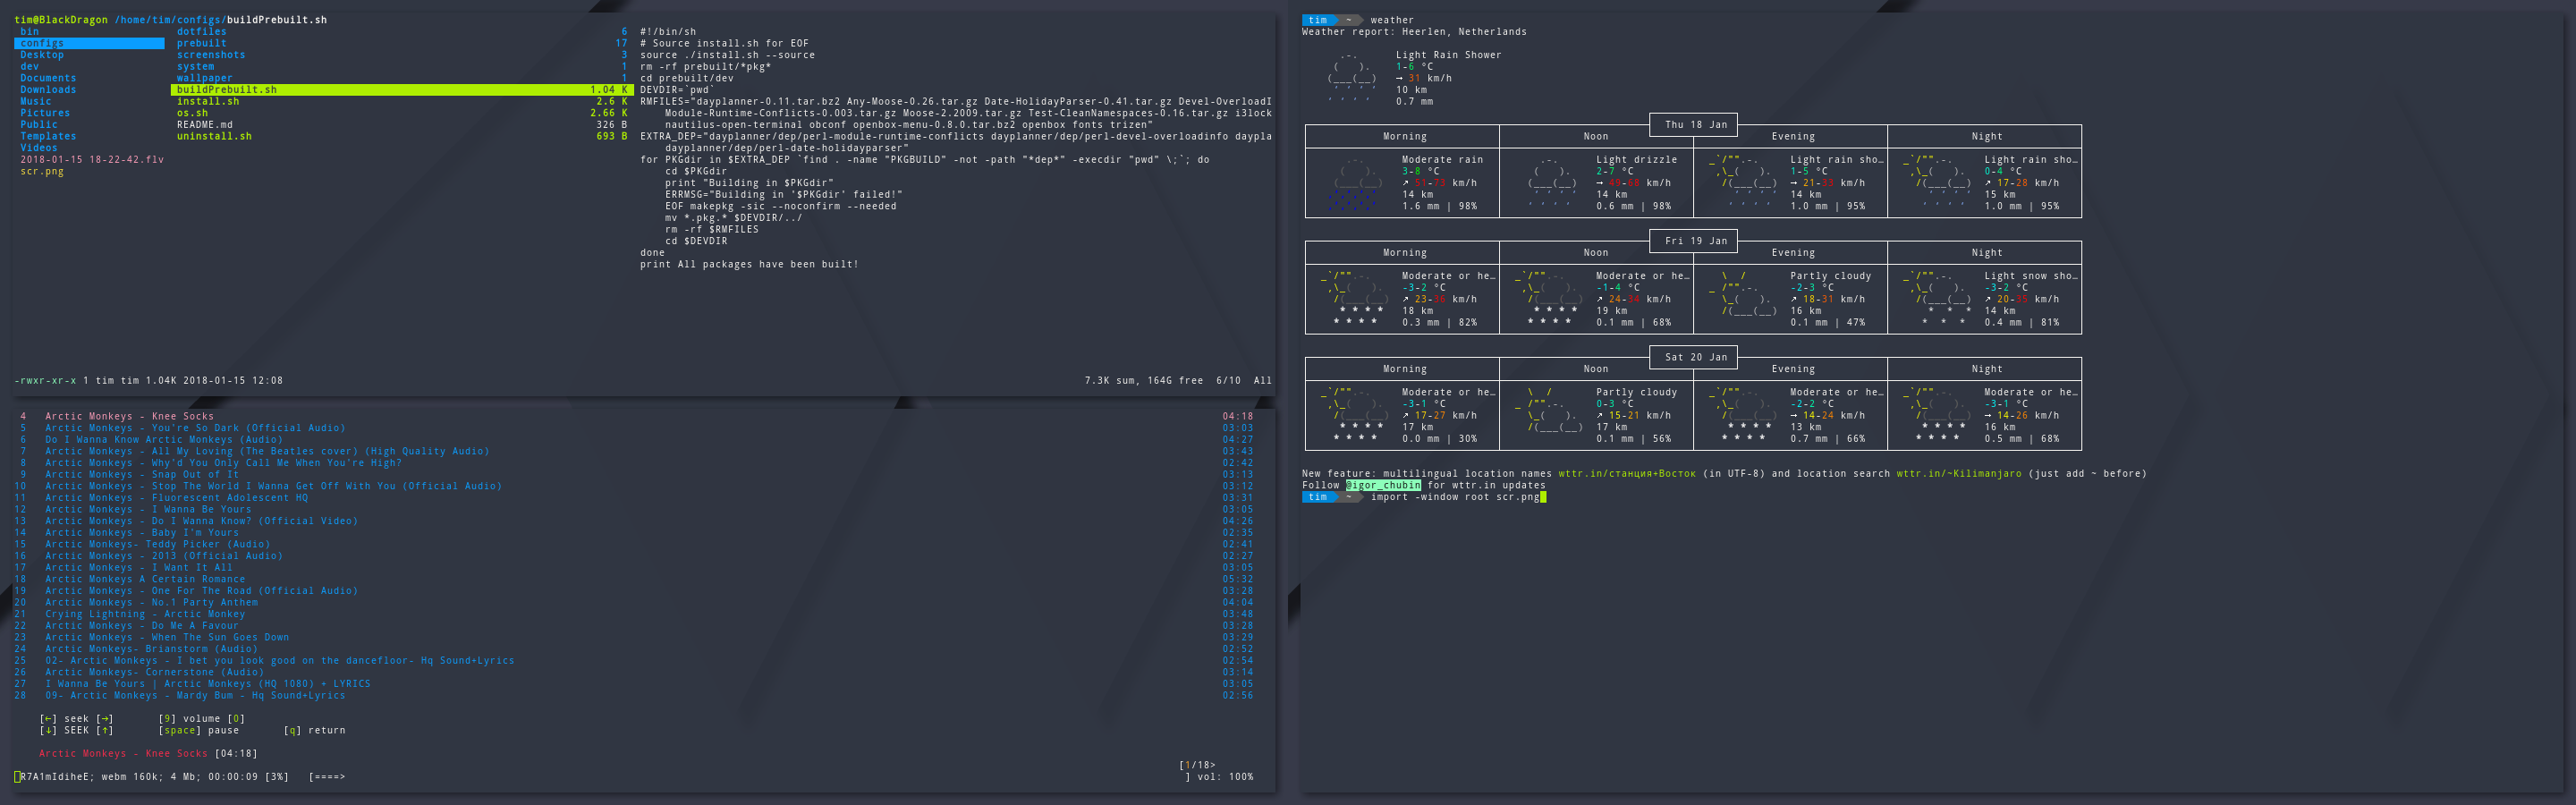 tim@BlackDragon /home/tim/configs/buildPrebuilt.sh
bin
configs
Desktop
dev
Documents
Downloads
Music
Pictures
Public
Templates
Videos
2018-01-15 18-22-42.flv
scr.png
dotfiles 6
prebuilt 17
screenshots 3
system 1
wallpaper 1
buildPrebuilt.sh 1.04 K
install.sh 2.6 K
os.sh 2.66 K
README.md 326 B
uninstall.sh 693 B
#!/bin/sh
# Source install.sh for EOF
source ./install.sh --source
rm -rf prebuilt/*pkg*
cd prebuilt/dev
DEVDIR=`pwd`
RMFILES="dayplanner-0.11.tar.bz2 Any-Moose-0.26.tar.gz Date-HolidayParser-0.41.tar.gz Devel-OverloadI
Module-Runtime-Conflicts-0.003.tar.gz Moose-2.2009.tar.gz Test-CleanNamespaces-0.16.tar.gz i3lock
nautilus-open-terminal obconf openbox-menu-0.8.0.tar.bz2 openbox fonts trizen"
EXTRA_DEP="dayplanner/dep/perl-module-runtime-conflicts dayplanner/dep/perl-devel-overloadinfo daypla
dayplanner/dep/perl-date-holidayparser"
for PKGdir in $EXTRA_DEP `find . -name "PKGBUILD" -not -path "*dep*" -execdir "pwd" \;`; do
cd $PKGdir
print "Building in $PKGdir"
ERRMSG="Building in '$PKGdir' failed!"
EOF makepkg -sic --noconfirm --needed
mv *.pkg.* $DEVDIR/../
rm -rf $RMFILES
cd $DEVDIR
done
print All packages have been built!
-rwxr-xr-x 1 tim tim 1.04K 2018-01-15 12:08 7.3K sum, 164G free 6/10 All
4 Arctic Monkeys - Knee Socks 04:18
5 Arctic Monkeys - You're So Dark (Official Audio) 03:03
6 Do I Wanna Know Arctic Monkeys (Audio) 04:27
7 Arctic Monkeys - All My Loving (The Beatles cover) (High Quality Audio) 03:43
8 Arctic Monkeys - Why'd You Only Call Me When You're High? 02:42
9 Arctic Monkeys - Snap Out of It 03:13
10 Arctic Monkeys - Stop The World I Wanna Get Off With You (Official Audio) 03:12
11 Arctic Monkeys - Fluorescent Adolescent HQ 03:31
12 Arctic Monkeys - I Wanna Be Yours 03:05
13 Arctic Monkeys - Do I Wanna Know? (Official Video) 04:26
14 Arctic Monkeys - Baby I'm Yours 02:35
15 Arctic Monkeys- Teddy Picker (Audio) 02:41
16 Arctic Monkeys - 2013 (Official Audio) 02:27
17 Arctic Monkeys - I Want It All 03:05
18 Arctic Monkeys A Certain Romance 05:32
19 Arctic Monkeys - One For The Road (Official Audio) 03:28
20 Arctic Monkeys - No.1 Party Anthem 04:04
21 Crying Lightning - Arctic Monkey 03:48
22 Arctic Monkeys - Do Me A Favour 03:28
23 Arctic Monkeys - When The Sun Goes Down 03:29
24 Arctic Monkeys- Brianstorm (Audio) 02:52
25 02- Arctic Monkeys - I bet you look good on the dancefloor- Hq Sound+Lyrics 02:54
26 Arctic Monkeys- Cornerstone (Audio) 03:14
27 I Wanna Be Yours | Arctic Monkeys (HQ 1080) + LYRICS 03:05
28 09- Arctic Monkeys - Mardy Bum - Hq Sound+Lyrics 02:56
[←] seek [→] [9] volume [0]
[↓] SEEK [↑] [space] pause [q] return
Arctic Monkeys - Knee Socks [04:18]
[1/18>
R7A1mIdiheE; webm 160k; 4 Mb; 00:00:09 [3%] [====> ] vol: 100%
tim ~ weather
Weather report: Heerlen, Netherlands
Light Rain Shower
1-6 °C
→ 31 km/h
10 km
0.7 mm
Thu 18 Jan
Morning Noon Evening Night
Moderate rain Light drizzle Light rain sho… Light rain sho…
3-8 °C 2-7 °C 1-5 °C 0-4 °C
↗ 51-73 km/h → 49-68 km/h → 21-33 km/h ↗ 17-28 km/h
14 km 14 km 14 km 15 km
1.6 mm | 98% 0.6 mm | 98% 1.0 mm | 95% 1.0 mm | 95%
Fri 19 Jan
Morning Noon Evening Night
Moderate or he… Moderate or he… Partly cloudy Light snow sho…
-3-2 °C -1-4 °C -2-3 °C -3-2 °C
↗ 23-36 km/h ↗ 24-34 km/h ↗ 18-31 km/h ↗ 20-35 km/h
18 km 19 km 16 km 14 km
0.3 mm | 82% 0.1 mm | 68% 0.1 mm | 47% 0.4 mm | 81%
Sat 20 Jan
Morning Noon Evening Night
Moderate or he… Partly cloudy Moderate or he… Moderate or he…
-3-1 °C 0-3 °C -2-2 °C -3-1 °C
↗ 17-27 km/h ↗ 15-21 km/h → 14-24 km/h → 14-26 km/h
17 km 17 km 13 km 16 km
0.0 mm | 30% 0.1 mm | 56% 0.7 mm | 66% 0.5 mm | 68%
New feature: multilingual location names wttr.in/станция+Восток (in UTF-8) and location search wttr.in/~Kilimanjaro (just add ~ before)
Follow @igor_chubin for wttr.in updates
tim ~ import -window root scr.png